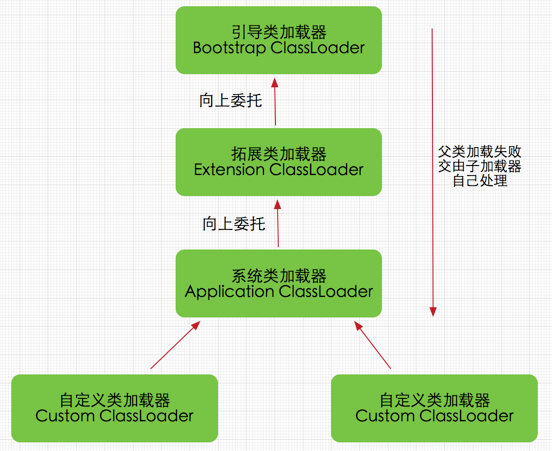 引导类加载器
Bootstrap ClassLoader
向上委托
拓展类加载器
Extension ClassLoader
父类加载失败
交由子加载器
自己处理
向上委托
系统类加载器
Application ClassLoader
自定义类加载器
Custom ClassLoader
自定义类加载器
Custom ClassLoader